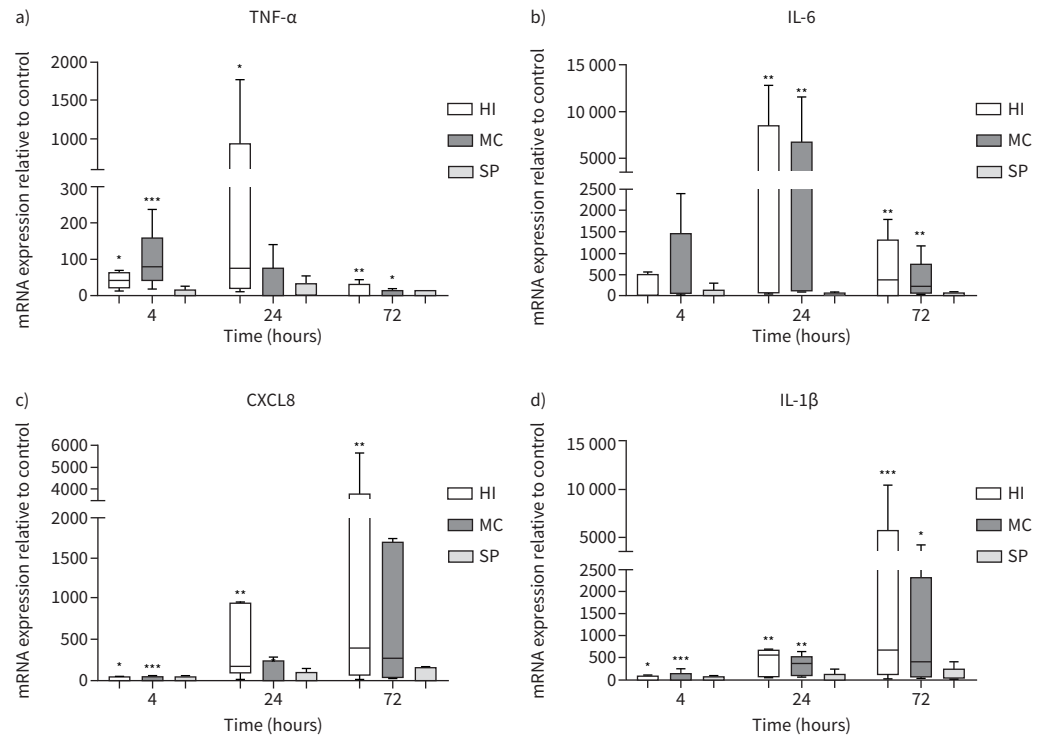 a)
TNF-α
mRNA expression relative to control
2000
1500
1000
300
200
100
0
*
***
*
**
*
4
24
72
Time (hours)
HI
MC
SP
b)
IL-6
mRNA expression relative to control
15 000
10 000
5000
2500
2000
1500
1000
500
0
**
**
**
**
4
24
72
Time (hours)
HI
MC
SP
c)
CXCL8
mRNA expression relative to control
6000
5000
4000
2000
1500
1000
500
0
*
***
**
**
4
24
72
Time (hours)
HI
MC
SP
d)
IL-1β
mRNA expression relative to control
15 000
10 000
5000
2500
2000
1500
1000
500
0
*
***
**
**
***
*
4
24
72
Time (hours)
HI
MC
SP